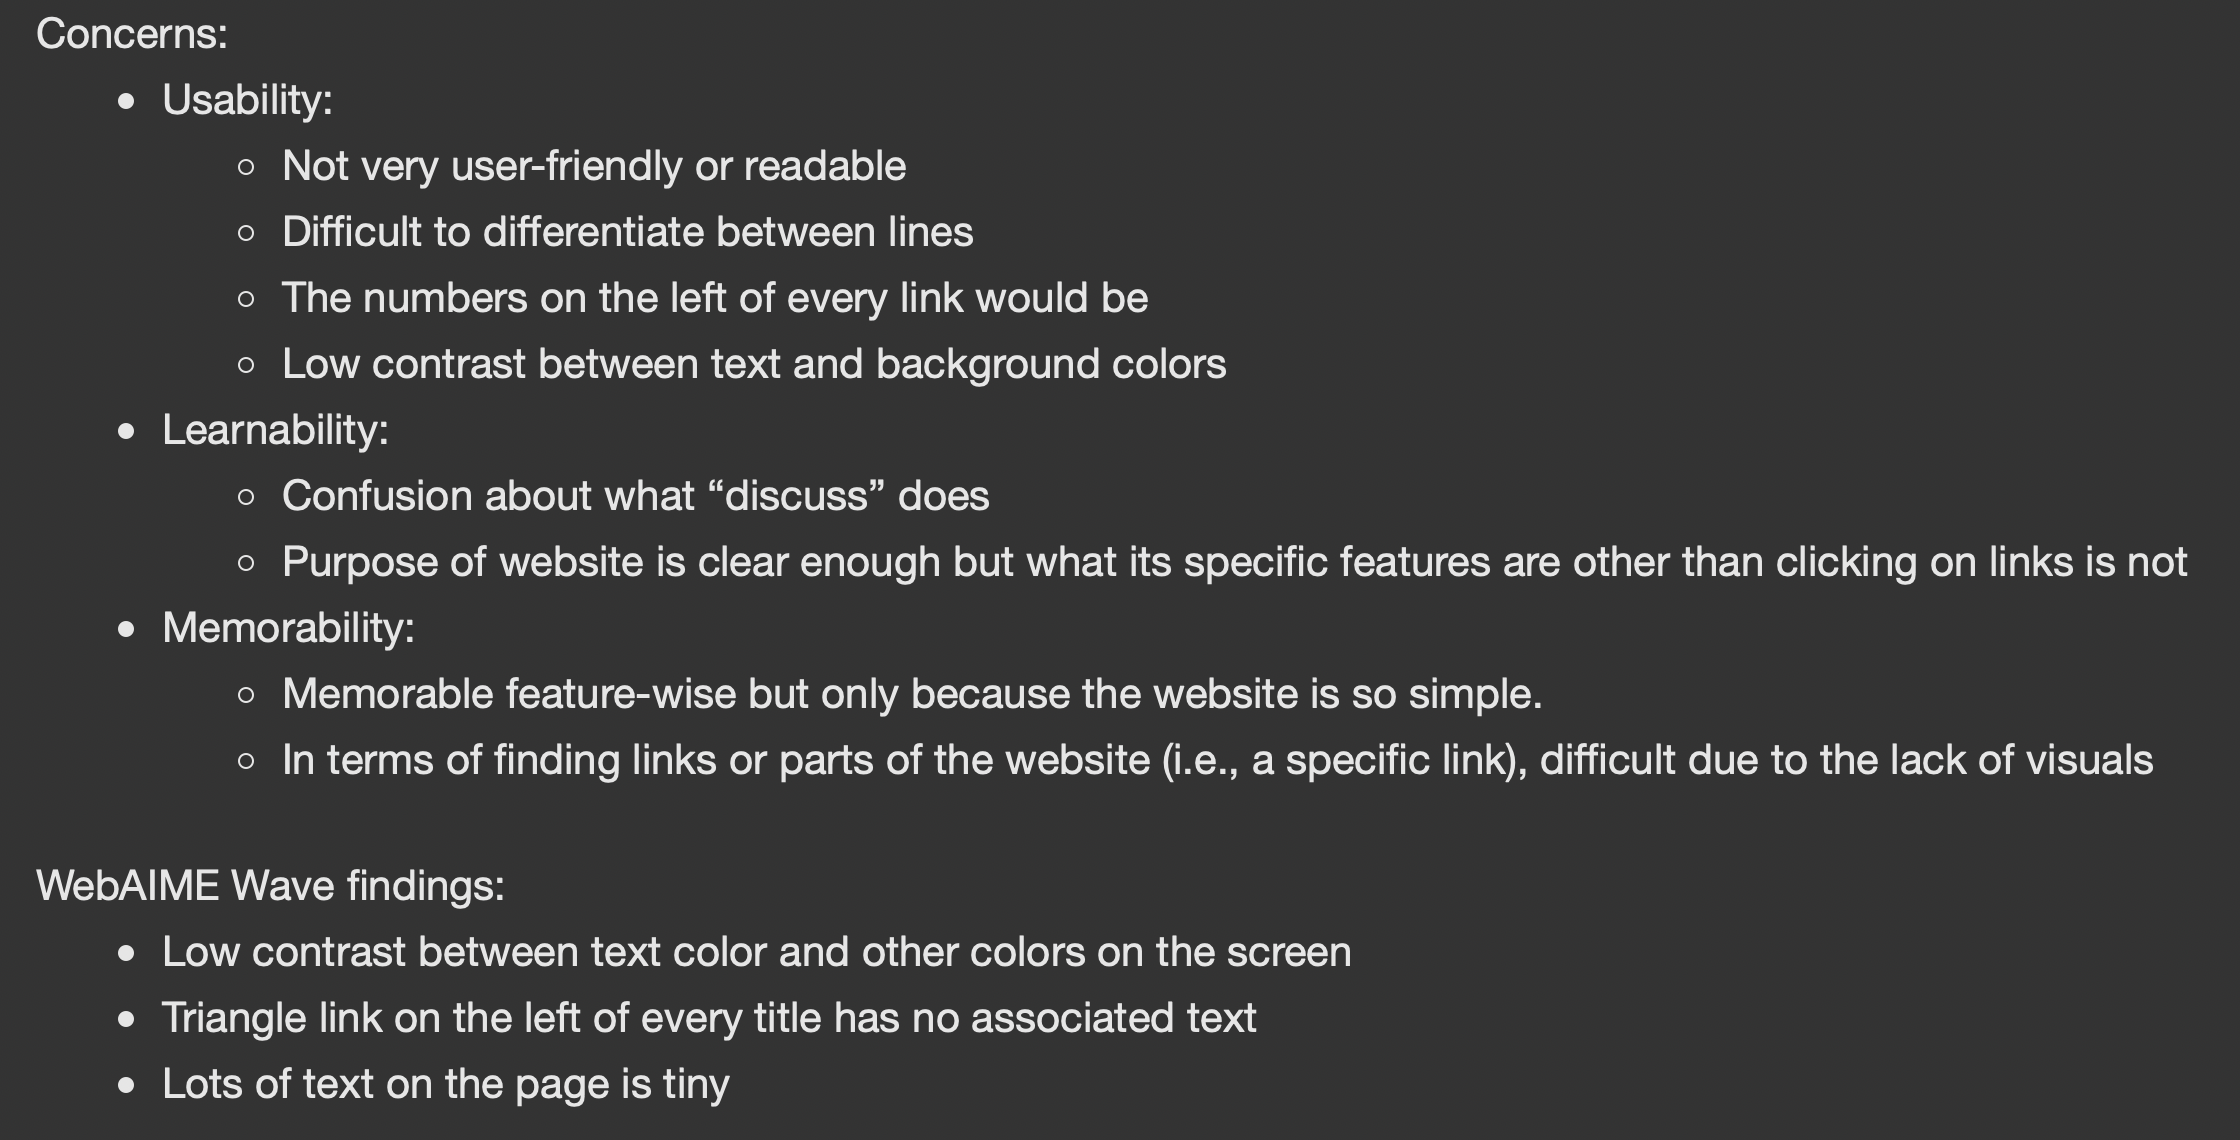 Concerns:
● Usability:
○ Not very user-friendly or readable
○ Difficult to differentiate between lines
○ The numbers on the left of every link would be
○ Low contrast between text and background colors
● Learnability:
○ Confusion about what “discuss” does
○ Purpose of website is clear enough but what its specific features are other than clicking on links is not
● Memorability:
○ Memorable feature-wise but only because the website is so simple.
○ In terms of finding links or parts of the website (i.e., a specific link), difficult due to the lack of visuals
WebAIME Wave findings:
● Low contrast between text color and other colors on the screen
● Triangle link on the left of every title has no associated text
● Lots of text on the page is tiny